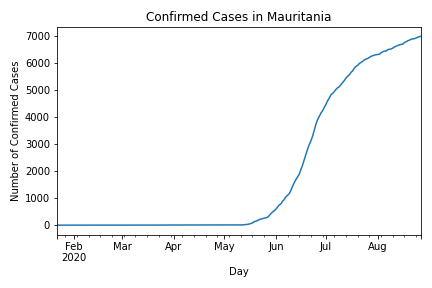 Confirmed Cases in Mauritania
Number of Confirmed Cases
7000
6000
5000
4000
3000
2000
1000
0
Feb Mar Apr May Jun Jul Aug
2020
Day